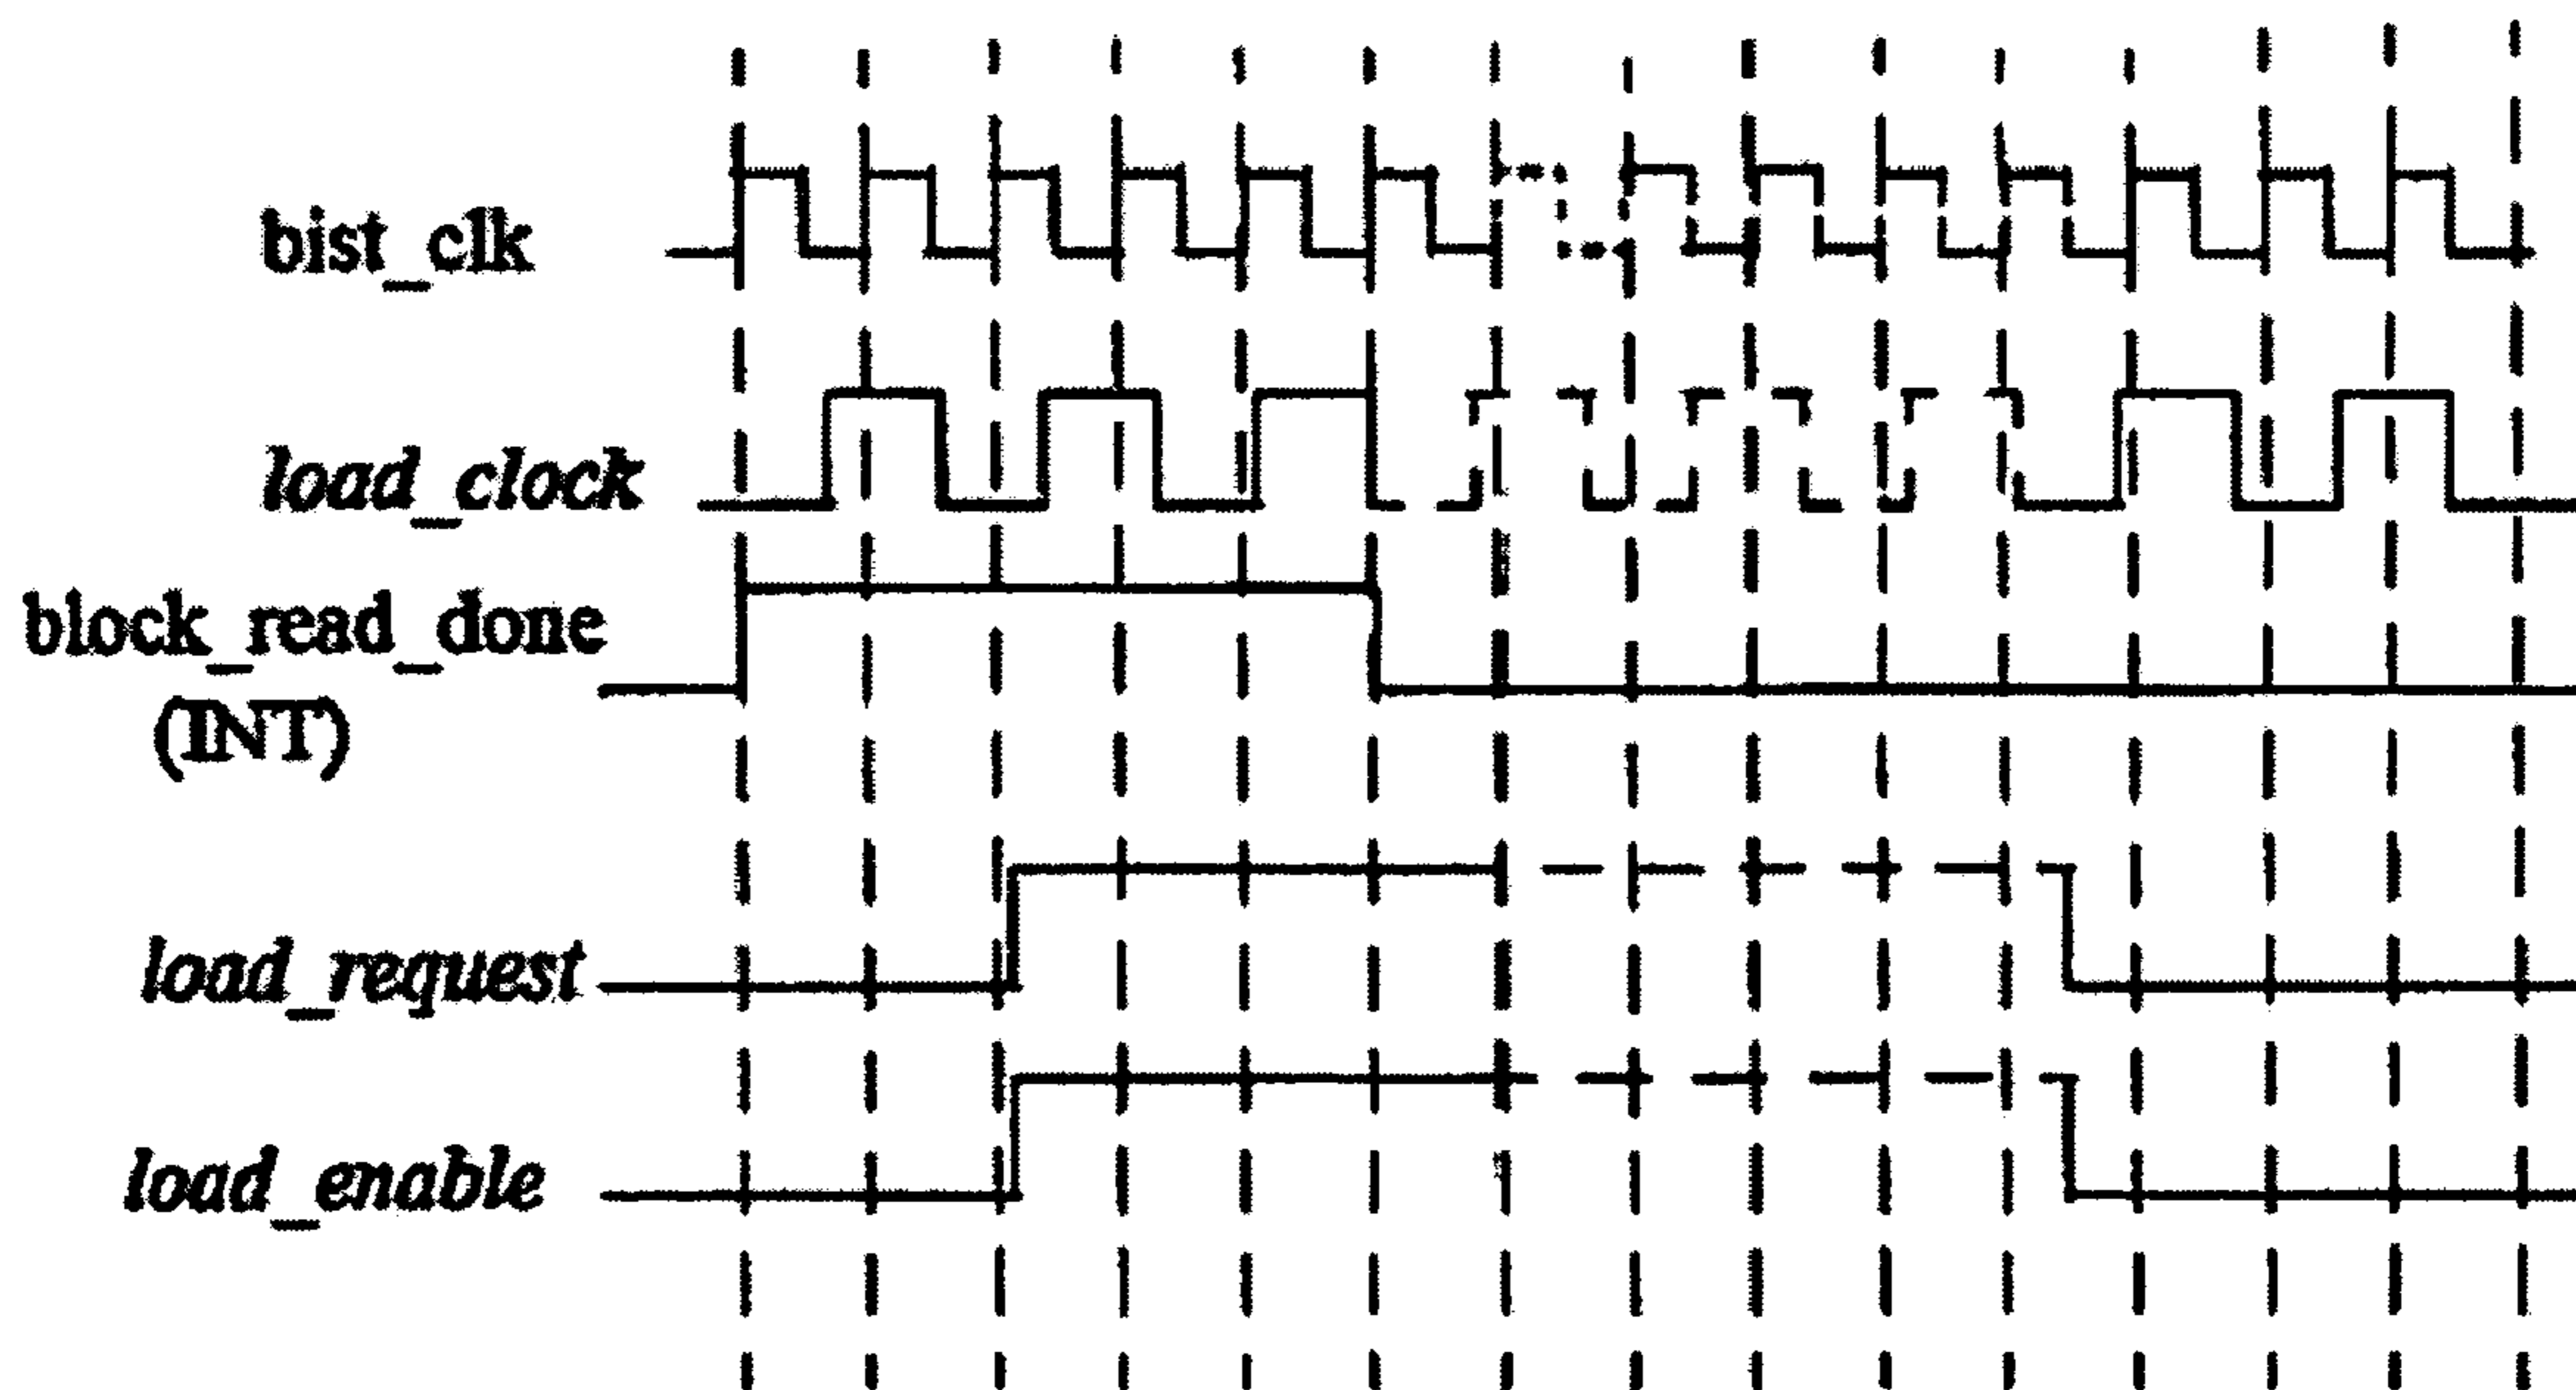 bist_clk
load_clock
block_read_done
(INT)
load_request
load_enable